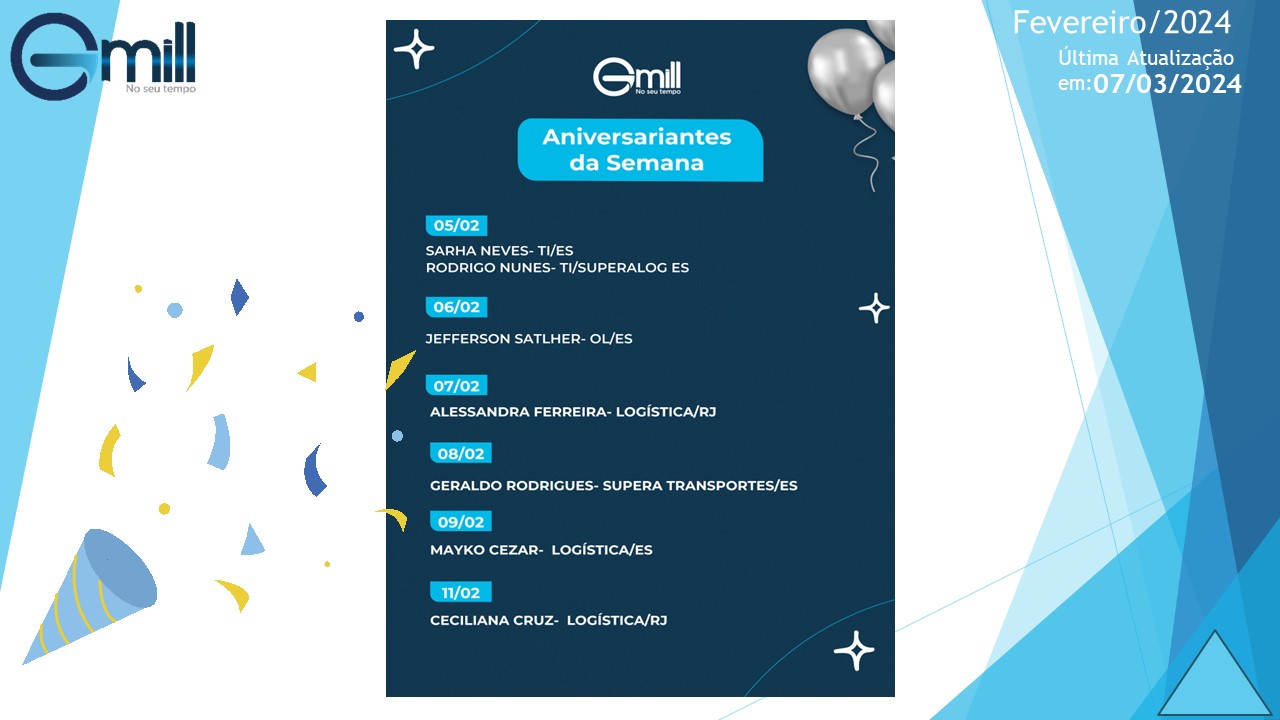 Gmill
No seu tempo
Fevereiro/2024
Última Atualização
em:07/03/2024
Gmill
No seu tempo
Aniversariantes
da Semana
05/02
SARHA NEVES- TI/ES
RODRIGO NUNES- TI/SUPERALOG ES
06/02
JEFFERSON SATLHER- OL/ES
07/02
ALESSANDRA FERREIRA- LOGÍSTICA/RJ
08/02
GERALDO RODRIGUES- SUPERA TRANSPORTES/ES
09/02
MAYKO CEZAR- LOGÍSTICA/ES
11/02
CECILIANA CRUZ- LOGÍSTICA/RJ